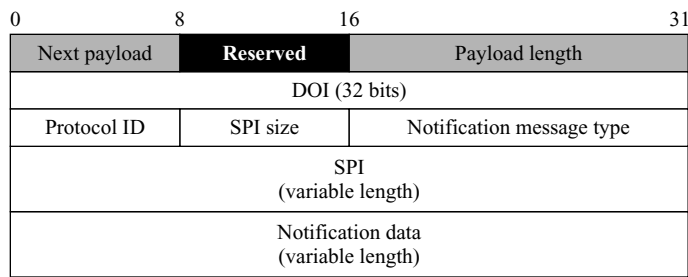 0 8 16 31
Next payload Reserved Payload length
DOI (32 bits)
Protocol ID SPI size Notification message type
SPI
(variable length)
Notification data
(variable length)